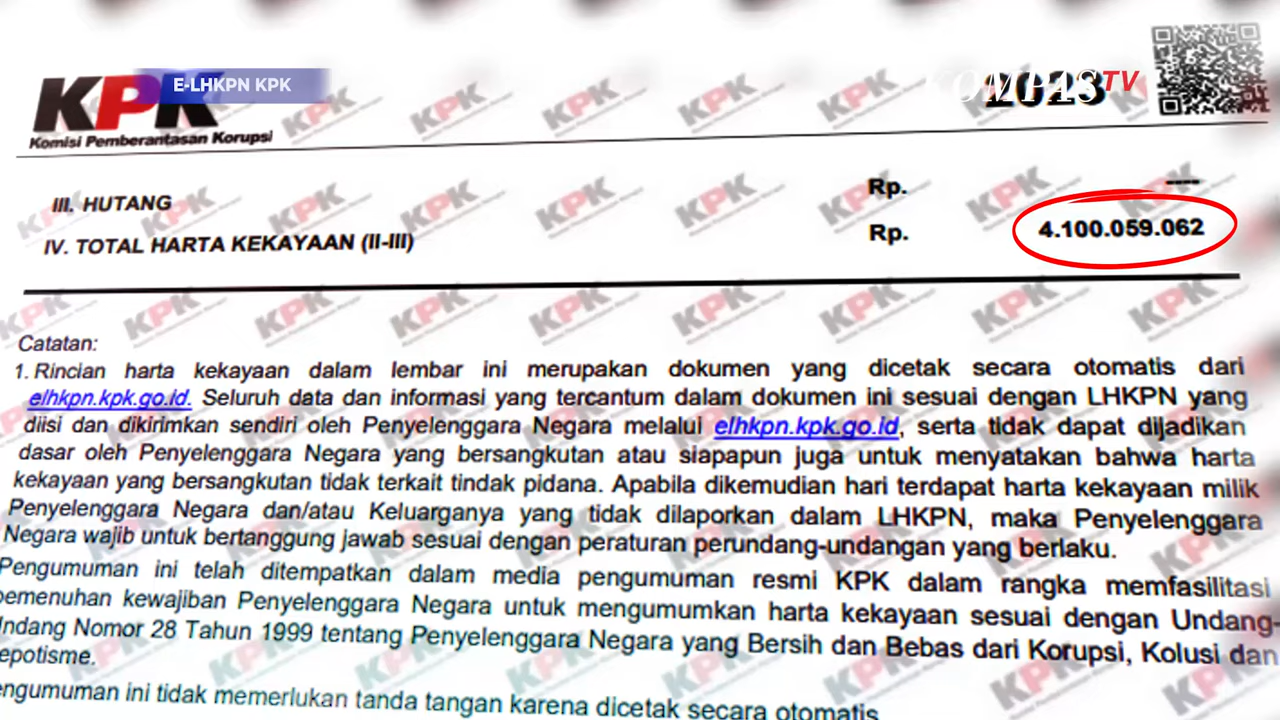 E-LHKPN KPK
KOMPASTV
2023
KPK
Komisi Pemberantasan Korupsi
III. HUTANG Rp. ----
IV. TOTAL HARTA KEKAYAAN (II-III) Rp. 4.100.059.062
Catatan:
1. Rincian harta kekayaan dalam lembar ini merupakan dokumen yang dicetak secara otomatis dari
elhkpn.kpk.go.id. Seluruh data dan informasi yang tercantum dalam dokumen ini sesuai dengan LHKPN yang
diisi dan dikirimkan sendiri oleh Penyelenggara Negara melalui elhkpn.kpk.go.id, serta tidak dapat dijadikan
dasar oleh Penyelenggara Negara yang bersangkutan atau siapapun juga untuk menyatakan bahwa harta
kekayaan yang bersangkutan tidak terkait tindak pidana. Apabila dikemudian hari terdapat harta kekayaan milik
Penyelenggara Negara dan/atau Keluarganya yang tidak dilaporkan dalam LHKPN, maka Penyelenggara
Negara wajib untuk bertanggung jawab sesuai dengan peraturan perundang-undangan yang berlaku.
Pengumuman ini telah ditempatkan dalam media pengumuman resmi KPK dalam rangka memfasilitasi
pemenuhan kewajiban Penyelenggara Negara untuk mengumumkan harta kekayaan sesuai dengan Undang-
Undang Nomor 28 Tahun 1999 tentang Penyelenggara Negara yang Bersih dan Bebas dari Korupsi, Kolusi dan
epotisme.
engumuman ini tidak memerlukan tanda tangan karena dicetak secara otomatis